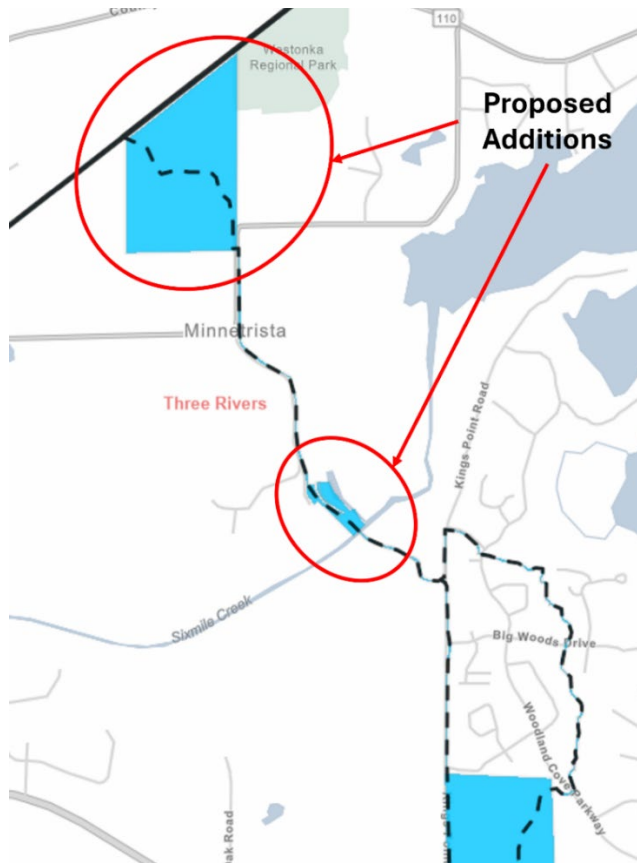 110
Westonka
Regional Park
Proposed
Additions
Minnetrista
Three Rivers
Kings Point Road
Sixmile Creek
Big Woods Drive
Woodland Cove Parkway